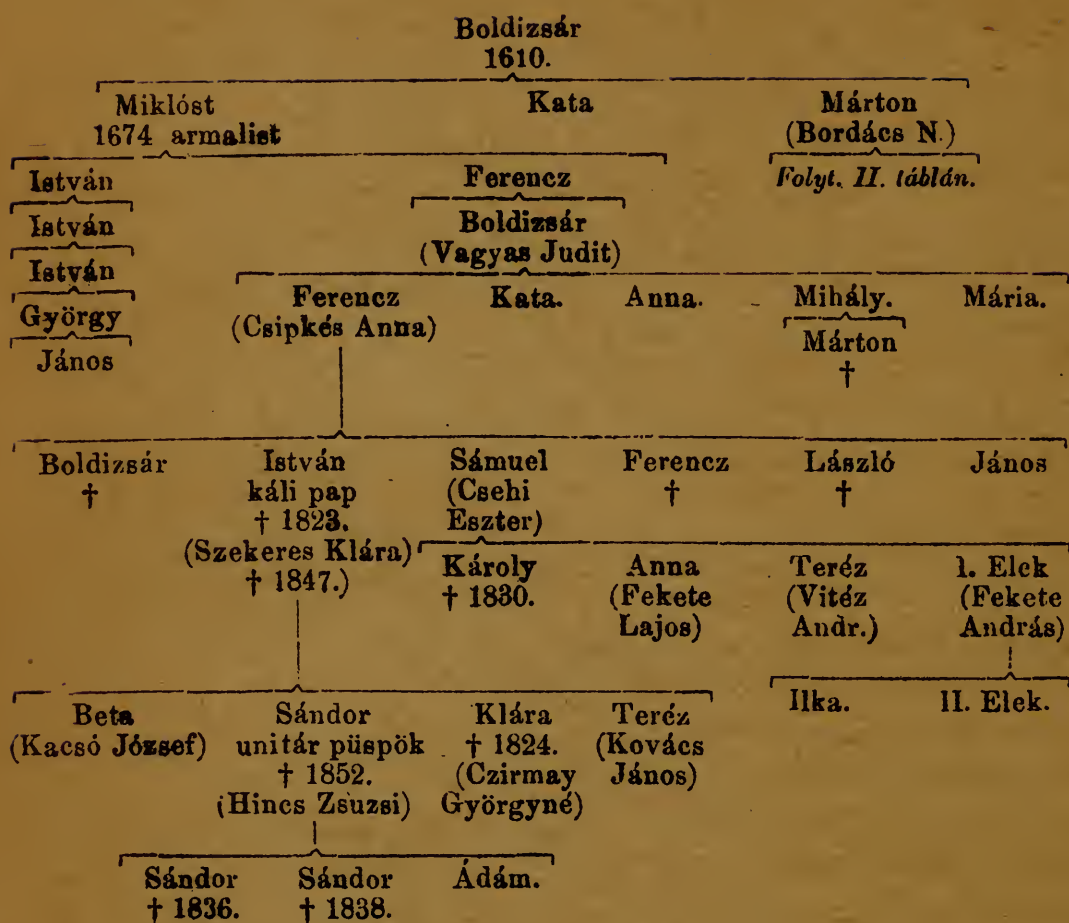 Boldizsár
1610.
Miklóst Kata Márton
1674 armalist (Bordács N.)
István Ferencz Folyt. II. táblán.
István Boldizsár
(Vagyas Judit)
István
Ferencz Kata. Anna. Mihály. Mária.
György (Csipkés Anna)
Márton
János †
Boldizsár István Sámuel Ferencz László János
† káli pap (Csehi † †
† 1823. Eszter)
(Szekeres Klára)
† 1847.) Károly Anna Teréz I. Elek
† 1830. (Fekete (Vitéz (Fekete
Lajos) Andr.) András)
Ilka. II. Elek.
Beta Sándor Klára Teréz
(Kacsó József) unitár püspök † 1824. (Kovács
† 1852. (Czirmay János)
(Hincs Zsuzsi) Györgyné)
Sándor Sándor Ádám.
† 1836. † 1838.